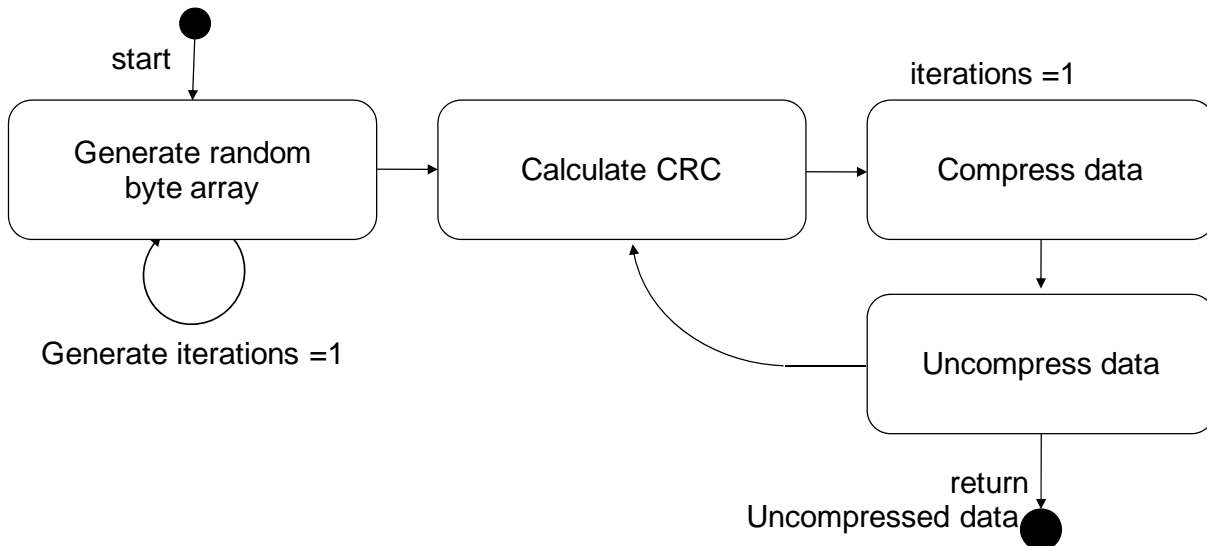 start
iterations =1
Generate random
byte array
Calculate CRC
Compress data
Generate iterations =1
Uncompress data
return
Uncompressed data